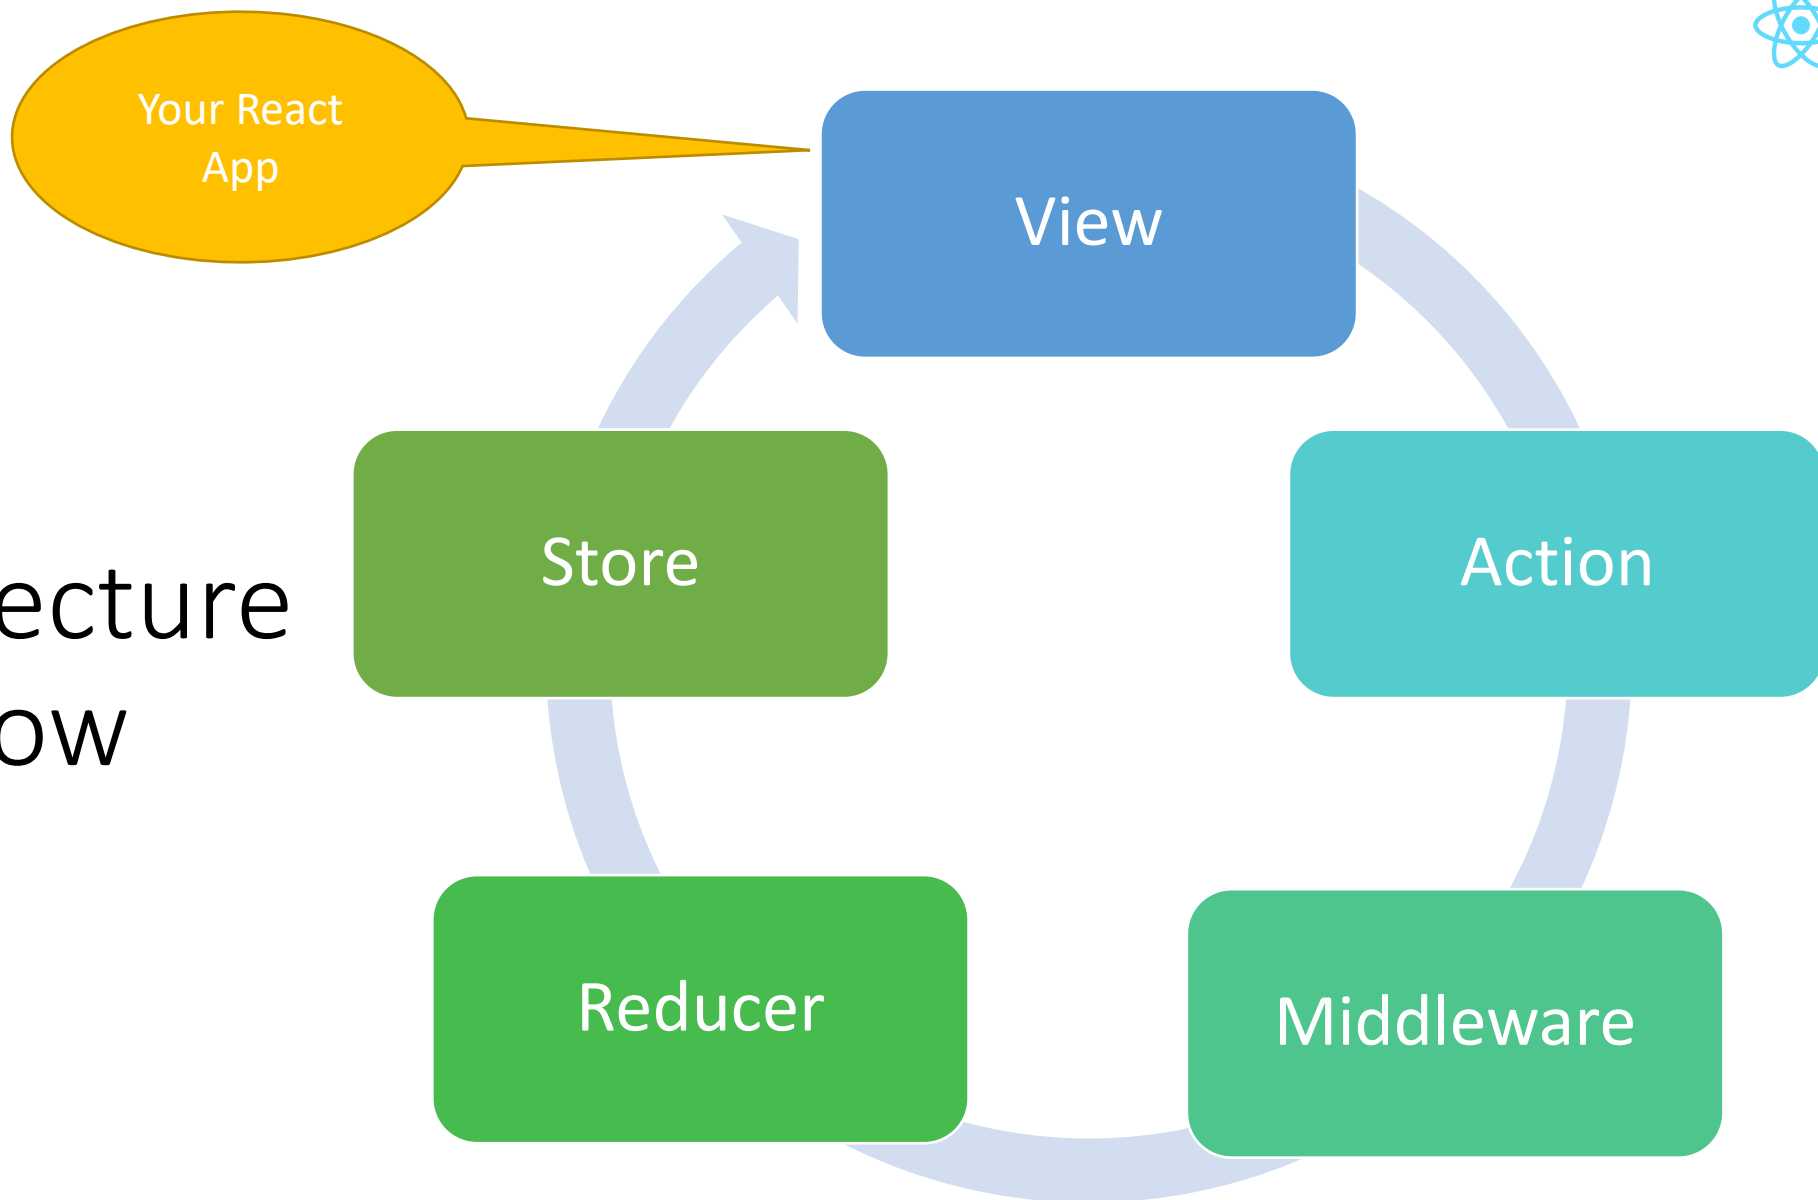 Your React
App
View
Store
Action
ecture
ow
Reducer
Middleware